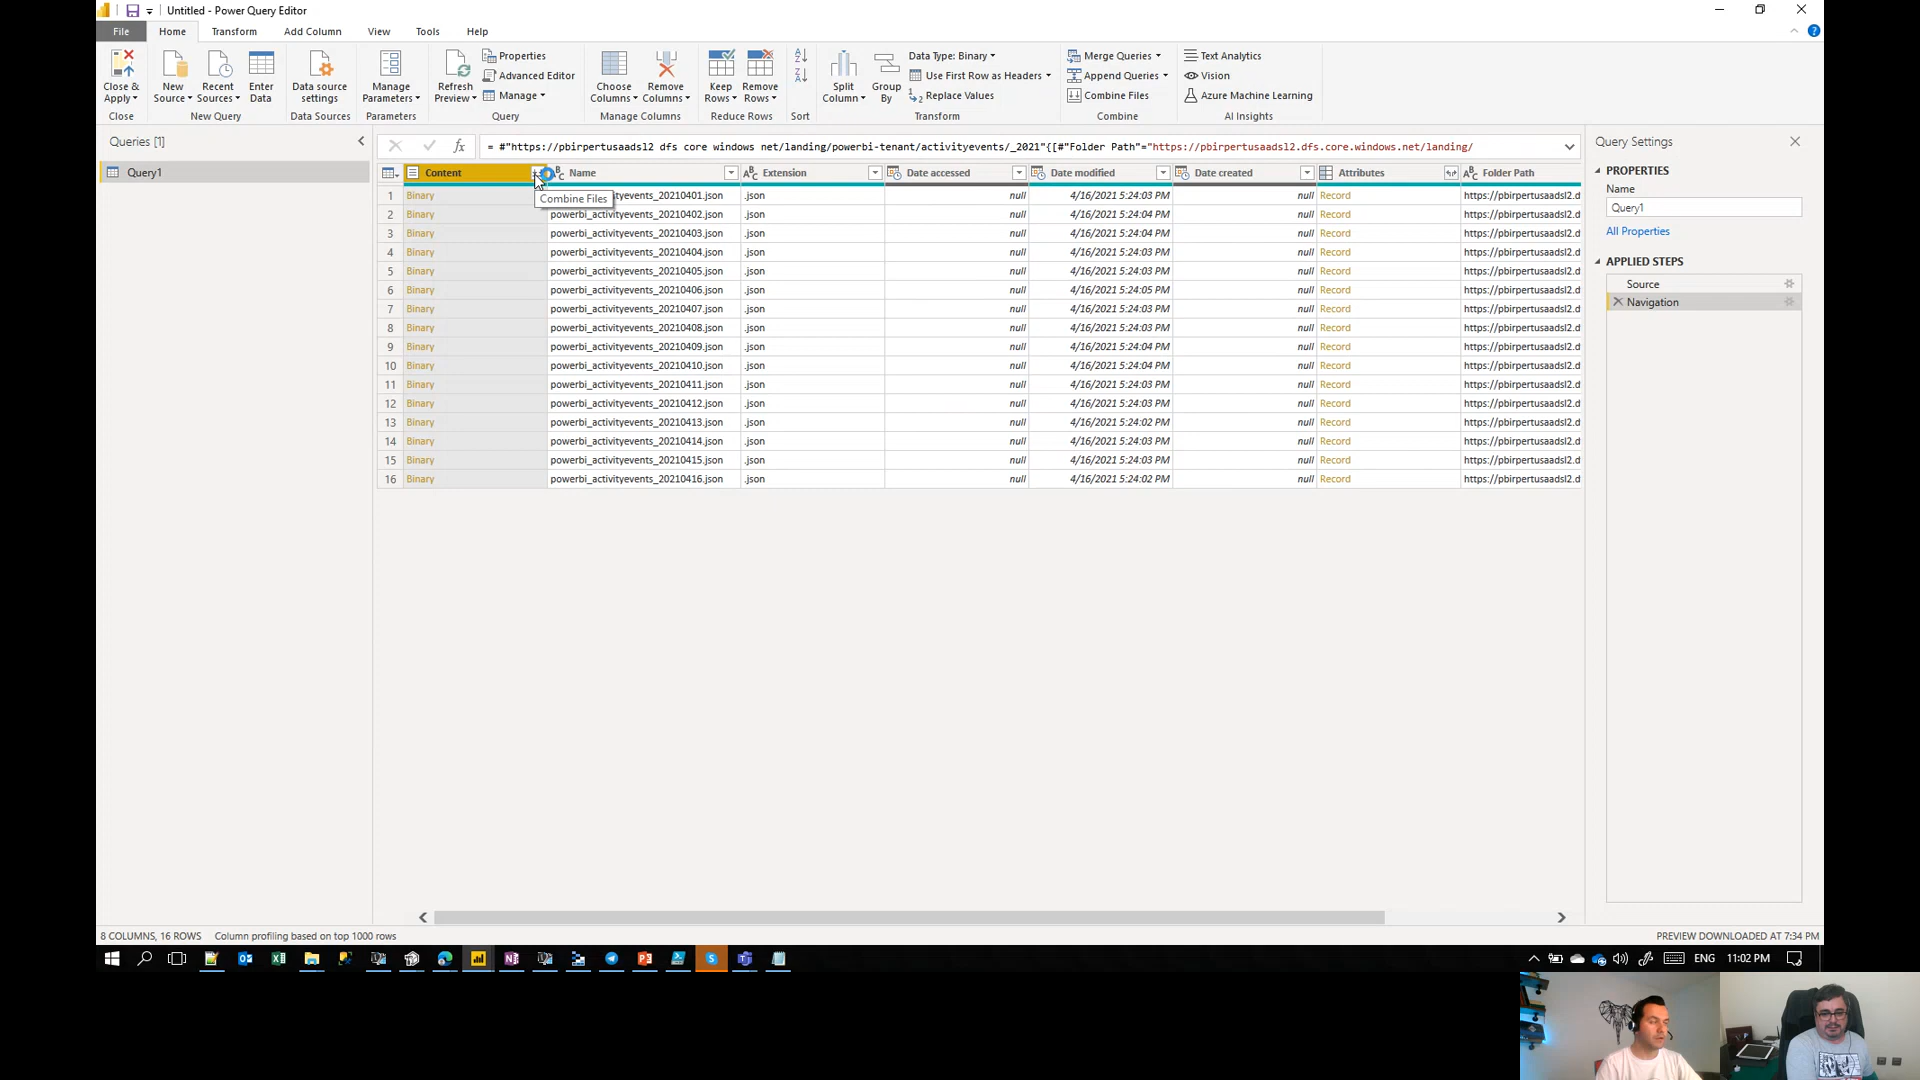 Untitled - Power Query Editor
File Home Transform Add Column View Tools Help
Close & Apply
New Source
Recent Sources
Enter Data
Data source settings
Manage Parameters
Refresh Preview
Properties
Advanced Editor
Manage
Choose Columns
Remove Columns
Keep Rows
Remove Rows
Split Column
Group By
Data Type: Binary
Use First Row as Headers
Replace Values
Merge Queries
Append Queries
Combine Files
Text Analytics
Vision
Azure Machine Learning
Close New Query Data Sources Parameters Query Manage Columns Reduce Rows Sort Transform Combine AI Insights
Queries [1]
Query1
= #"https://pbirpertusaadsl2 dfs core windows net/landing/powerbi-tenant/activityevents/_2021"{[#"Folder Path"="https://pbirpertusaadsl2.dfs.core.windows.net/landing/
Content Name Extension Date accessed Date modified Date created Attributes Folder Path
Combine Files
1 Binary tyevents_20210401.json .json null 4/16/2021 5:24:03 PM null Record https://pbirpertusaadsl2.d
2 Binary powerbi_activityevents_20210402.json .json null 4/16/2021 5:24:04 PM null Record https://pbirpertusaadsl2.d
3 Binary powerbi_activityevents_20210403.json .json null 4/16/2021 5:24:04 PM null Record https://pbirpertusaadsl2.d
4 Binary powerbi_activityevents_20210404.json .json null 4/16/2021 5:24:03 PM null Record https://pbirpertusaadsl2.d
5 Binary powerbi_activityevents_20210405.json .json null 4/16/2021 5:24:03 PM null Record https://pbirpertusaadsl2.d
6 Binary powerbi_activityevents_20210406.json .json null 4/16/2021 5:24:05 PM null Record https://pbirpertusaadsl2.d
7 Binary powerbi_activityevents_20210407.json .json null 4/16/2021 5:24:03 PM null Record https://pbirpertusaadsl2.d
8 Binary powerbi_activityevents_20210408.json .json null 4/16/2021 5:24:03 PM null Record https://pbirpertusaadsl2.d
9 Binary powerbi_activityevents_20210409.json .json null 4/16/2021 5:24:04 PM null Record https://pbirpertusaadsl2.d
10 Binary powerbi_activityevents_20210410.json .json null 4/16/2021 5:24:04 PM null Record https://pbirpertusaadsl2.d
11 Binary powerbi_activityevents_20210411.json .json null 4/16/2021 5:24:03 PM null Record https://pbirpertusaadsl2.d
12 Binary powerbi_activityevents_20210412.json .json null 4/16/2021 5:24:03 PM null Record https://pbirpertusaadsl2.d
13 Binary powerbi_activityevents_20210413.json .json null 4/16/2021 5:24:02 PM null Record https://pbirpertusaadsl2.d
14 Binary powerbi_activityevents_20210414.json .json null 4/16/2021 5:24:03 PM null Record https://pbirpertusaadsl2.d
15 Binary powerbi_activityevents_20210415.json .json null 4/16/2021 5:24:03 PM null Record https://pbirpertusaadsl2.d
16 Binary powerbi_activityevents_20210416.json .json null 4/16/2021 5:24:02 PM null Record https://pbirpertusaadsl2.d
Query Settings
PROPERTIES
Name
Query1
All Properties
APPLIED STEPS
Source
Navigation
8 COLUMNS, 16 ROWS Column profiling based on top 1000 rows
PREVIEW DOWNLOADED AT 7:34 PM
ENG 11:02 PM